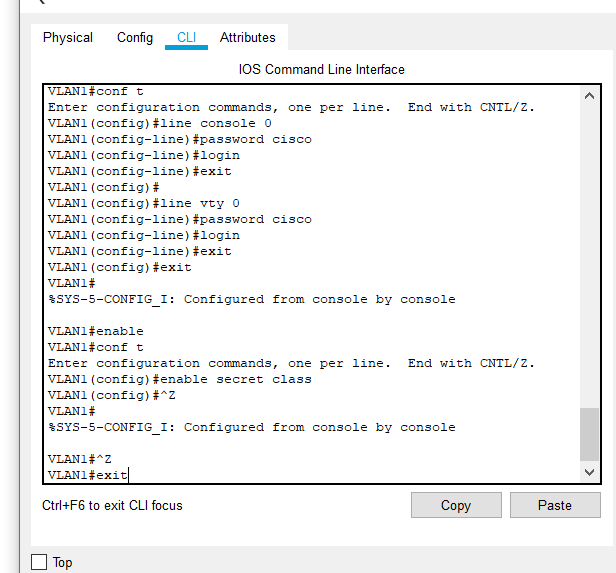 Physical Config CLI Attributes
IOS Command Line Interface
VLAN1#conf t
Enter configuration commands, one per line.  End with CNTL/Z.
VLAN1(config)#line console 0
VLAN1(config-line)#password cisco
VLAN1(config-line)#login
VLAN1(config-line)#exit
VLAN1(config)#
VLAN1(config)#line vty 0
VLAN1(config-line)#password cisco
VLAN1(config-line)#login
VLAN1(config-line)#exit
VLAN1(config)#exit
VLAN1#
%SYS-5-CONFIG_I: Configured from console by console
VLAN1#enable
VLAN1#conf t
Enter configuration commands, one per line.  End with CNTL/Z.
VLAN1(config)#enable secret class
VLAN1(config)#^Z
VLAN1#
%SYS-5-CONFIG_I: Configured from console by console
VLAN1#^Z
VLAN1#exit
Ctrl+F6 to exit CLI focus Copy Paste
Top